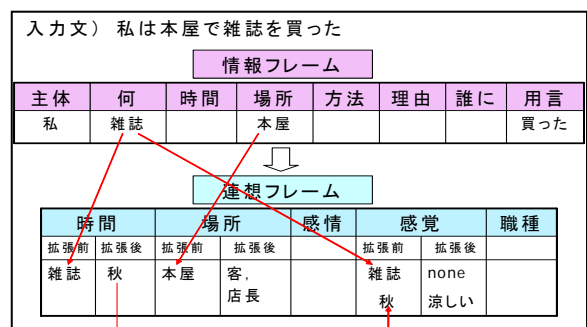 入力文） 私は本屋で雑誌を買った
情報フレーム
主体 何 時間 場所 方法 理由 誰に 用言
私 雑誌 本屋 買った
連想フレーム
時間 場所 感情 感覚 職種
拡張前 拡張後 拡張前 拡張後 拡張前 拡張後
雑誌 秋 本屋 客, 雑誌 none
店長 秋 涼しい